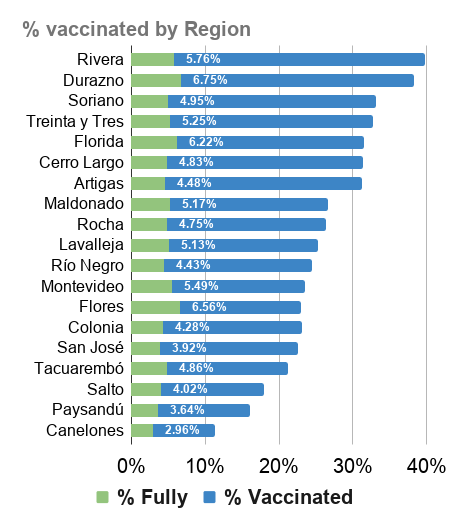 % vaccinated by Region
Rivera 5.76%
Durazno 6.75%
Soriano 4.95%
Treinta y Tres 5.25%
Florida 6.22%
Cerro Largo 4.83%
Artigas 4.48%
Maldonado 5.17%
Rocha 4.75%
Lavalleja 5.13%
Río Negro 4.43%
Montevideo 5.49%
Flores 6.56%
Colonia 4.28%
San José 3.92%
Tacuarembó 4.86%
Salto 4.02%
Paysandú 3.64%
Canelones 2.96%
0% 10% 20% 30% 40%
% Fully % Vaccinated